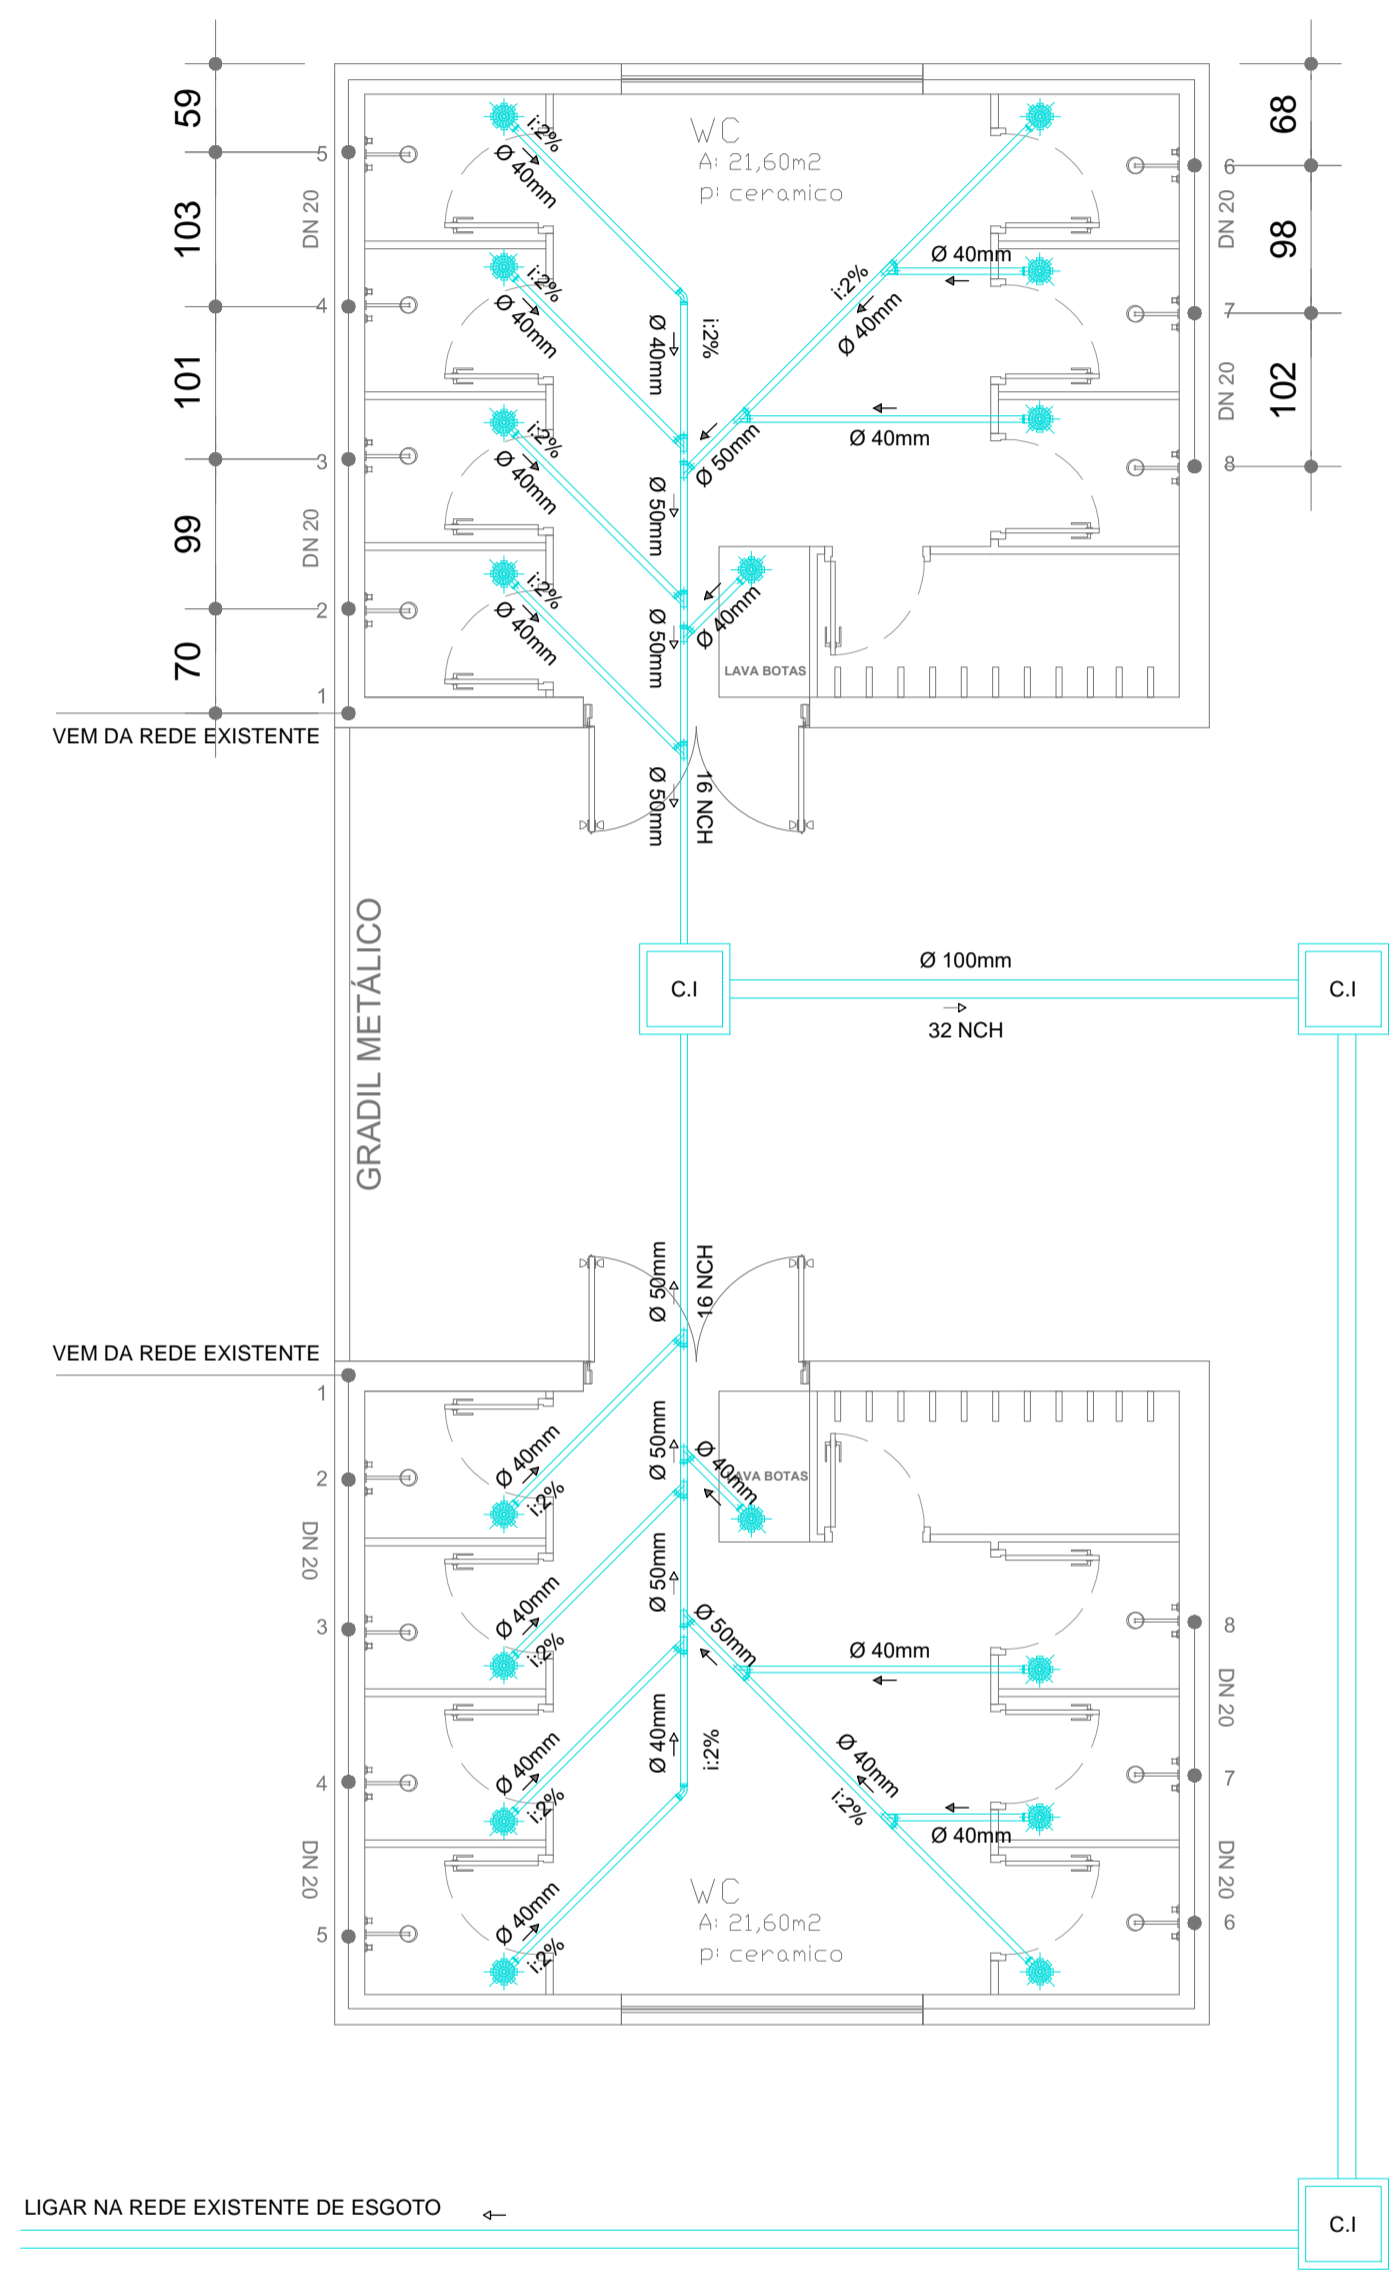 59
68
WC
A: 21,60m2
p: ceramico
i:2%
Ø 40mm
5
6
DN 20
DN 20
103
98
Ø 40mm
i:2%
Ø 40mm
i:2%
Ø 40mm
4
7
Ø 40mm
i:2%
101
DN 20
102
Ø 40mm
i:2%
Ø 40mm
Ø 50mm
3
8
99
DN 20
Ø 50mm
i:2%
Ø 40mm
Ø 40mm
2
Ø 50mm
70
LAVA BOTAS
1
VEM DA REDE EXISTENTE
Ø 50mm
16 NCH
GRADIL METÁLICO
Ø 100mm
C.I
C.I
32 NCH
Ø 50mm
16 NCH
VEM DA REDE EXISTENTE
1
Ø 40mm
i:2%
Ø 50mm
Ø 40mm
LAVA BOTAS
2
DN 20
Ø 50mm
Ø 40mm
i:2%
3
8
Ø 50mm
Ø 40mm
DN 20
Ø 40mm
i:2%
Ø 40mm
i:2%
Ø 40mm
i:2%
4
7
Ø 40mm
DN 20
DN 20
WC
A: 21,60m2
p: ceramico
Ø 40mm
i:2%
5
6
LIGAR NA REDE EXISTENTE DE ESGOTO
C.I